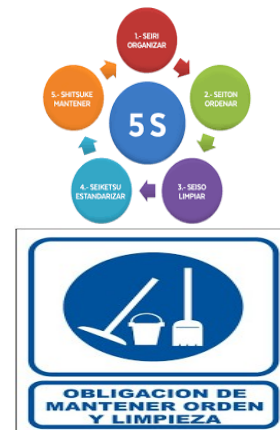 1.- SEIRI
ORGANIZAR
2.- SEITON
ORDENAR
3.- SEISO
LIMPIAR
4.- SEIKETSU
ESTANDARIZAR
5.- SHITSUKE
MANTENER
5 S
OBLIGACION DE
MANTENER ORDEN
Y LIMPIEZA